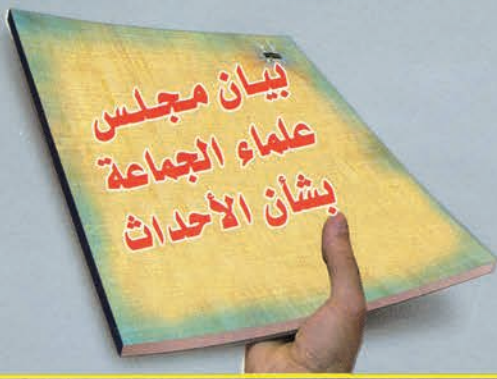 بيان مجلس
علماء الجماعة
بشأن الأحداث